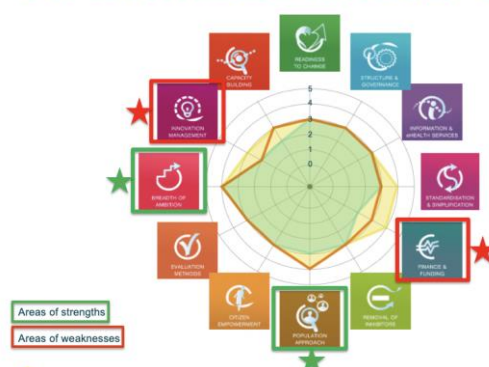 READINESS
TO CHANGE
STRUCTURE &
GOVERNANCE
INFORMATION &
eHEALTH SERVICES
STANDARDISATION
& SIMPLIFICATION
FINANCE &
FUNDING
REMOVAL OF
INHIBITORS
POPULATION
APPROACH
CITIZEN
EMPOWERMENT
EVALUATION
METHODS
BREADTH OF
AMBITION
INNOVATION
MANAGEMENT
CAPACITY
BUILDING
5
4
3
2
1
0
Areas of strengths
Areas of weaknesses